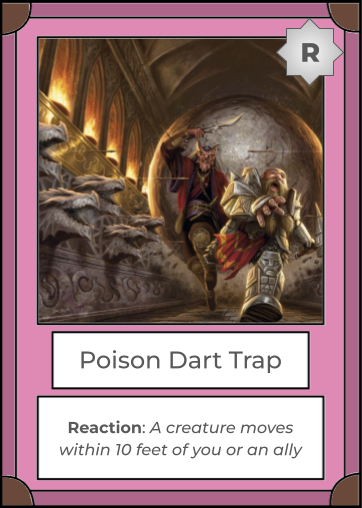 R
Poison Dart Trap
Reaction: A creature moves
within 10 feet of you or an ally